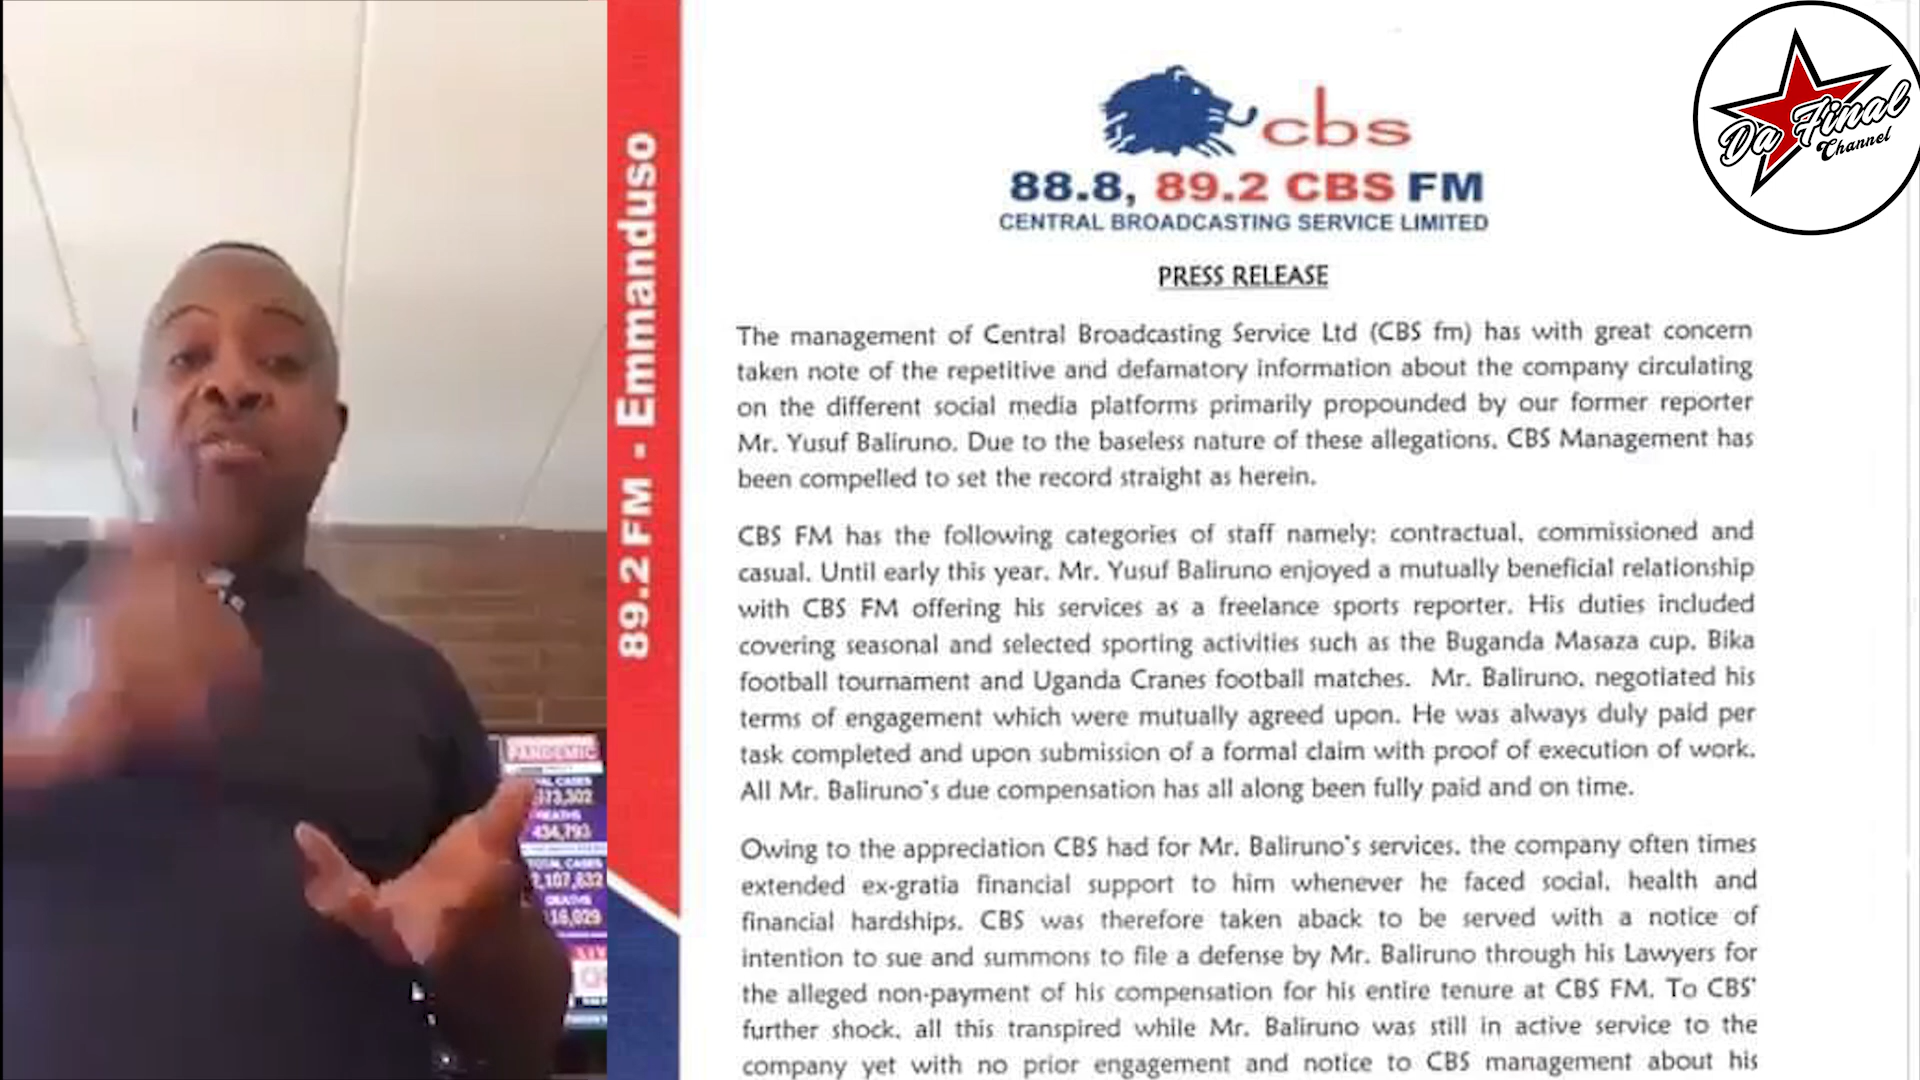 Da Final
Channel
89.2 FM - Emmanduso
cbs
88.8, 89.2 CBS FM
CENTRAL BROADCASTING SERVICE LIMITED
PRESS RELEASE
The management of Central Broadcasting Service Ltd (CBS fm) has with great concern
taken note of the repetitive and defamatory information about the company circulating
on the different social media platforms primarily propounded by our former reporter
Mr. Yusuf Baliruno. Due to the baseless nature of these allegations, CBS Management has
been compelled to set the record straight as herein.
CBS FM has the following categories of staff namely; contractual, commissioned and
casual. Until early this year, Mr. Yusuf Baliruno enjoyed a mutually beneficial relationship
with CBS FM offering his services as a freelance sports reporter. His duties included
covering seasonal and selected sporting activities such as the Buganda Masaza cup, Bika
football tournament and Uganda Cranes football matches. Mr. Baliruno, negotiated his
terms of engagement which were mutually agreed upon. He was always duly paid per
task completed and upon submission of a formal claim with proof of execution of work.
All Mr. Baliruno's due compensation has all along been fully paid and on time.
Owing to the appreciation CBS had for Mr. Baliruno's services, the company often times
extended ex-gratia financial support to him whenever he faced social, health and
financial hardships. CBS was therefore taken aback to be served with a notice of
intention to sue and summons to file a defense by Mr. Baliruno through his Lawyers for
the alleged non-payment of his compensation for his entire tenure at CBS FM. To CBS'
further shock, all this transpired while Mr. Baliruno was still in active service to the
company yet with no prior engagement and notice to CBS management about his
PANDEMIC
434,793
TOTAL CASES
2,107,632
DEATHS
116,029